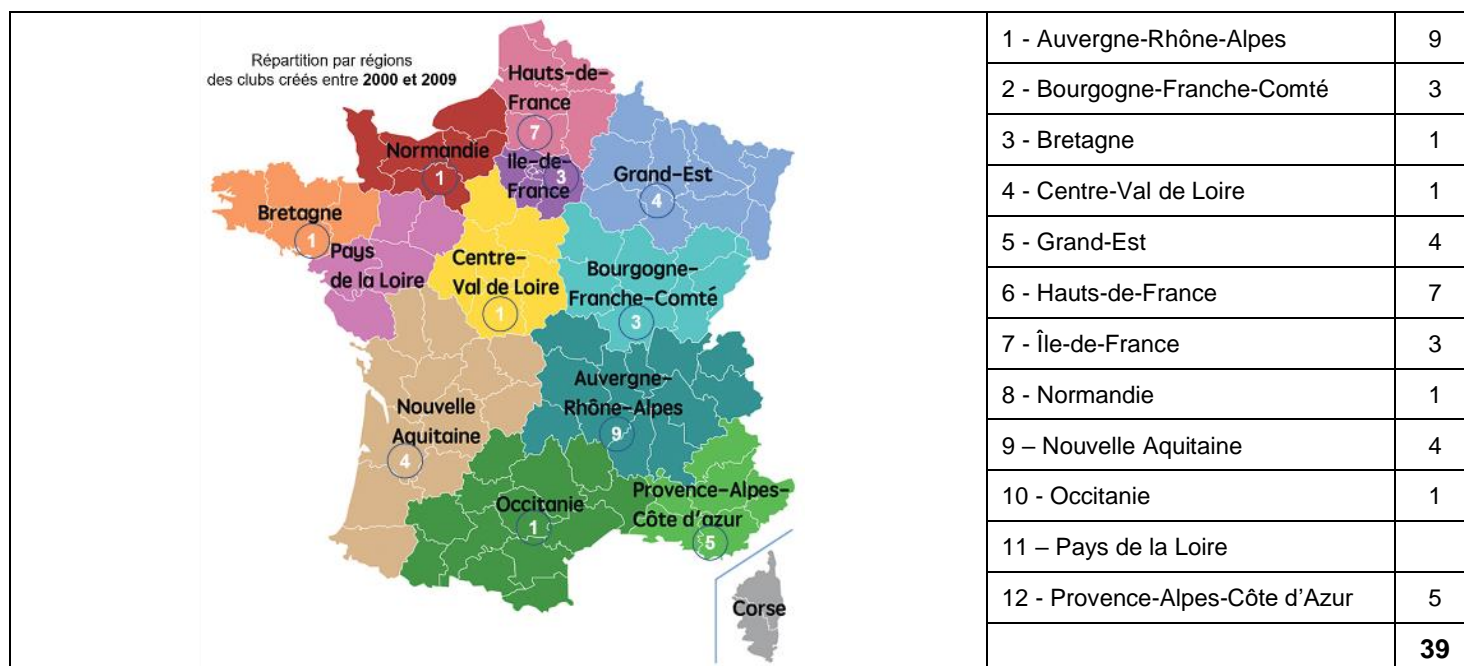 Répartition par régions
des clubs créés entre 2000 et 2009
Hauts-de-
France
7
Normandie
1
Ile-de-
France
3
Grand-Est
4
Bretagne
1
Pays
de la Loire
Centre-
Val de Loire
1
Bourgogne-
Franche-Comté
3
Auvergne-
Rhône-Alpes
9
Nouvelle
Aquitaine
4
Occitanie
1
Provence-Alpes-
Côte d'azur
5
Corse
1 - Auvergne-Rhône-Alpes 9
2 - Bourgogne-Franche-Comté 3
3 - Bretagne 1
4 - Centre-Val de Loire 1
5 - Grand-Est 4
6 - Hauts-de-France 7
7 - Île-de-France 3
8 - Normandie 1
9 – Nouvelle Aquitaine 4
10 - Occitanie 1
11 – Pays de la Loire
12 - Provence-Alpes-Côte d'Azur 5
39